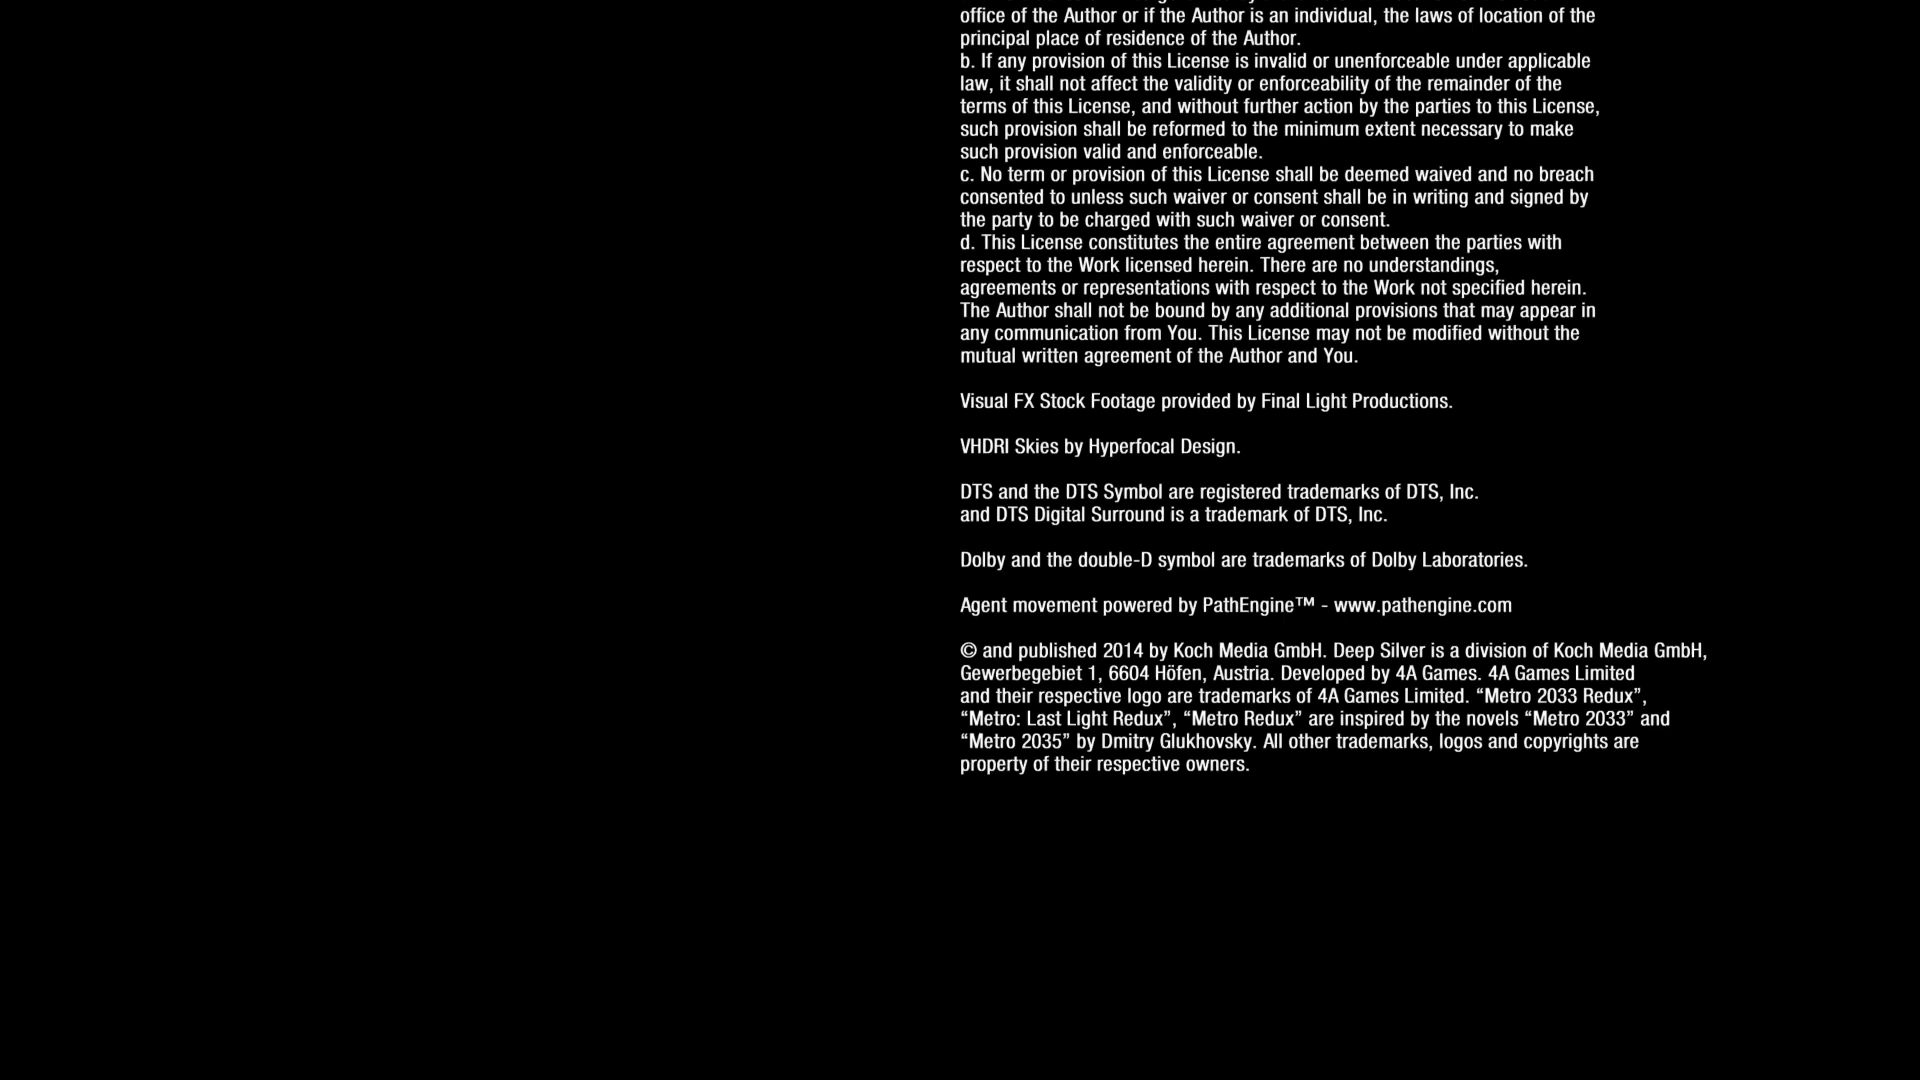 office of the Author or if the Author is an individual, the laws of location of the
principal place of residence of the Author.
b. If any provision of this License is invalid or unenforceable under applicable
law, it shall not affect the validity or enforceability of the remainder of the
terms of this License, and without further action by the parties to this License,
such provision shall be reformed to the minimum extent necessary to make
such provision valid and enforceable.
c. No term or provision of this License shall be deemed waived and no breach
consented to unless such waiver or consent shall be in writing and signed by
the party to be charged with such waiver or consent.
d. This License constitutes the entire agreement between the parties with
respect to the Work licensed herein. There are no understandings,
agreements or representations with respect to the Work not specified herein.
The Author shall not be bound by any additional provisions that may appear in
any communication from You. This License may not be modified without the
mutual written agreement of the Author and You.
Visual FX Stock Footage provided by Final Light Productions.
VHDRI Skies by Hyperfocal Design.
DTS and the DTS Symbol are registered trademarks of DTS, Inc.
and DTS Digital Surround is a trademark of DTS, Inc.
Dolby and the double-D symbol are trademarks of Dolby Laboratories.
Agent movement powered by PathEngine™ - www.pathengine.com
© and published 2014 by Koch Media GmbH. Deep Silver is a division of Koch Media GmbH,
Gewerbegebiet 1, 6604 Höfen, Austria. Developed by 4A Games. 4A Games Limited
and their respective logo are trademarks of 4A Games Limited. “Metro 2033 Redux”,
“Metro: Last Light Redux”, “Metro Redux” are inspired by the novels “Metro 2033” and
“Metro 2035” by Dmitry Glukhovsky. All other trademarks, logos and copyrights are
property of their respective owners.